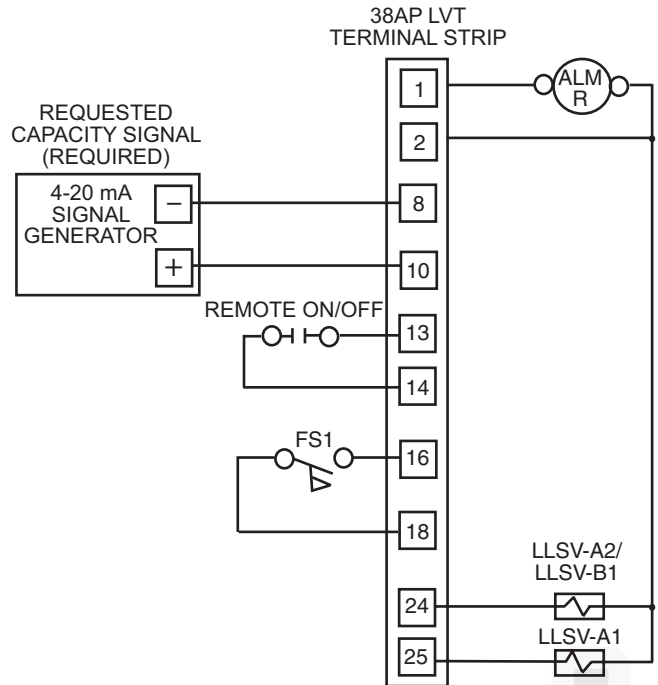 38AP LVT
TERMINAL STRIP
1
ALM
R
REQUESTED
CAPACITY SIGNAL
(REQUIRED)
2
4-20 mA
SIGNAL
GENERATOR
−
8
+
10
REMOTE ON/OFF
13
14
FS1
16
18
LLSV-A2/
LLSV-B1
24
LLSV-A1
25